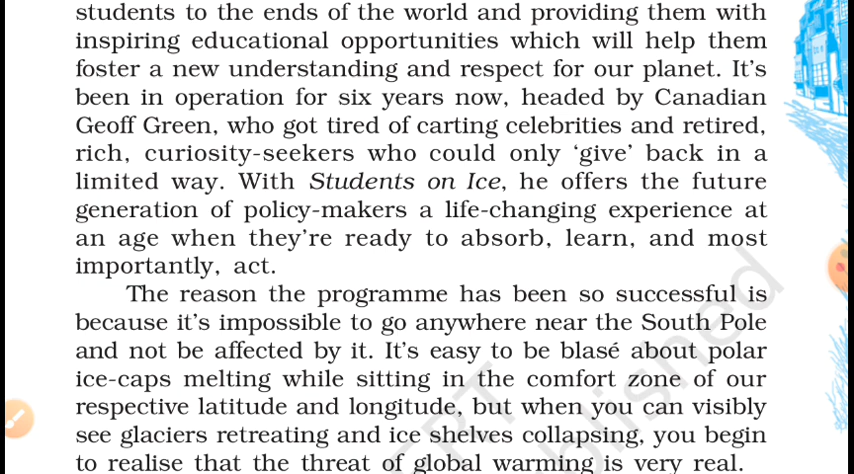 students to the ends of the world and providing them with
inspiring educational opportunities which will help them
foster a new understanding and respect for our planet. It’s
been in operation for six years now, headed by Canadian
Geoff Green, who got tired of carting celebrities and retired,
rich, curiosity-seekers who could only ‘give’ back in a
limited way. With Students on Ice, he offers the future
generation of policy-makers a life-changing experience at
an age when they’re ready to absorb, learn, and most
importantly, act.
The reason the programme has been so successful is
because it’s impossible to go anywhere near the South Pole
and not be affected by it. It’s easy to be blasé about polar
ice-caps melting while sitting in the comfort zone of our
respective latitude and longitude, but when you can visibly
see glaciers retreating and ice shelves collapsing, you begin
to realise that the threat of global warming is very real.